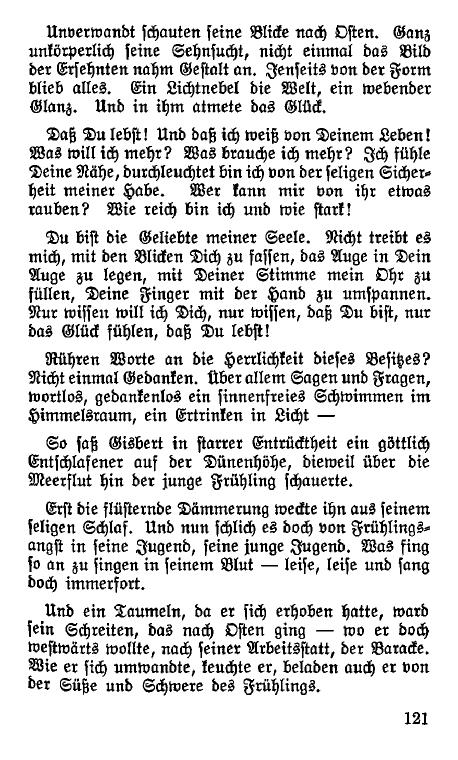 Unverwandt schauten seine Blicke nach Osten. Ganz
unkörperlich seine Sehnsucht, nicht einmal das Bild
der Ersehnten nahm Gestalt an. Jenseits von der Form
blieb alles. Ein Lichtnebel die Welt, ein webender
Glanz. Und in ihm atmete das Glück.
Daß Du lebst! Und daß ich weiß von Deinem Leben!
Was will ich mehr? Was brauche ich mehr? Ich fühle
Deine Nähe, durchleuchtet bin ich von der seligen Sicher-
heit meiner Habe. Wer kann mir von ihr etwas
rauben? Wie reich bin ich und wie stark!
Du bist die Geliebte meiner Seele. Nicht treibt es
mich, mit den Blicken Dich zu fassen, das Auge in Dein
Auge zu legen, mit Deiner Stimme mein Ohr zu
füllen, Deine Finger mit der Hand zu umspannen.
Nur wissen will ich Dich, nur wissen, daß Du bist, nur
das Glück fühlen, daß Du lebst!
Rühren Worte an die Herrlichkeit dieses Besitzes?
Nicht einmal Gedanken. Über allem Sagen und Fragen,
wortlos, gedankenlos ein sinnenfreies Schwimmen im
Himmelsraum, ein Ertrinken in Licht —
So saß Gisbert in starrer Entrücktheit ein göttlich
Entschlafener auf der Dünenhöhe, dieweil über die
Meerflut hin der junge Frühling schauerte.
Erst die flüsternde Dämmerung weckte ihn aus seinem
seligen Schlaf. Und nun schlich es doch von Frühlings-
angst in seine Jugend, seine junge Jugend. Was fing
so an zu singen in seinem Blut — leise, leise und sang
doch immerfort.
Und ein Taumeln, da er sich erhoben hatte, ward
sein Schreiten, das nach Osten ging — wo er doch
westwärts wollte, nach seiner Arbeitsstatt, der Baracke.
Wie er sich umwandte, keuchte er, beladen auch er von
der Süße und Schwere des Frühlings.
121